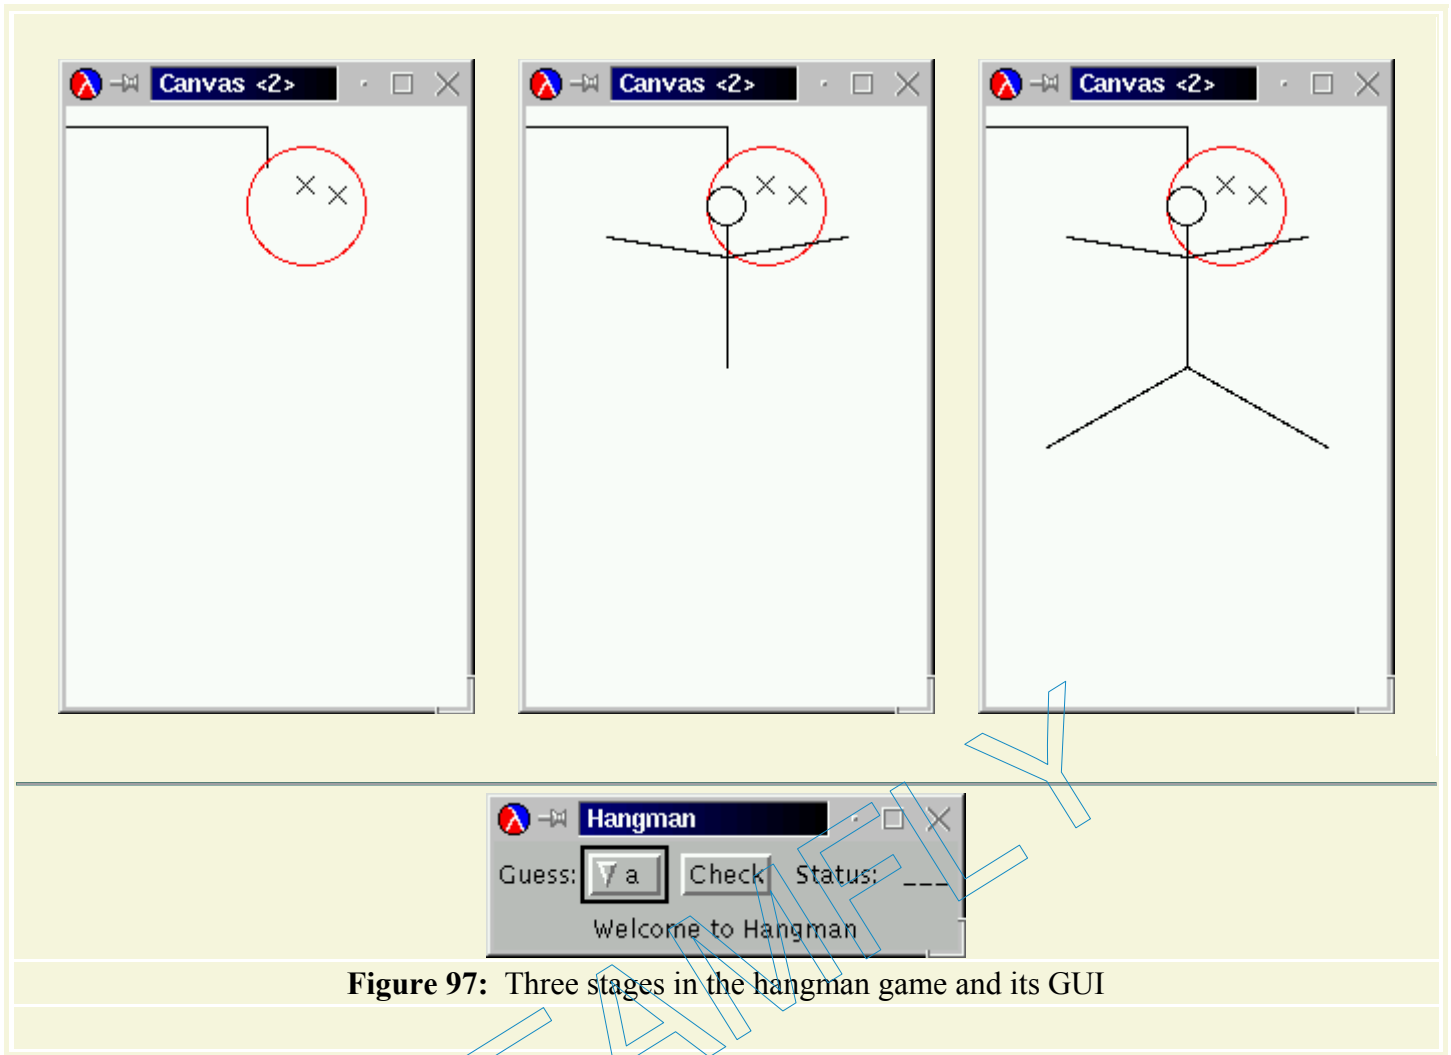 Canvas <2>
Canvas <2>
Canvas <2>
Hangman
Guess: a Check Status: _ _ _
Welcome to Hangman
Figure 97: Three stages in the hangman game and its GUI
AMFLY